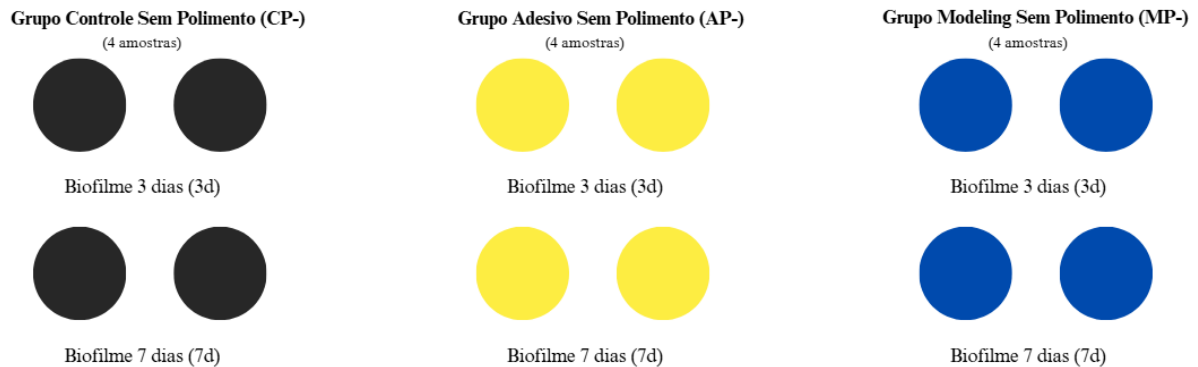 Grupo Controle Sem Polimento (CP-)
(4 amostras)
Biofilme 3 dias (3d)
Biofilme 7 dias (7d)
Grupo Adesivo Sem Polimento (AP-)
(4 amostras)
Biofilme 3 dias (3d)
Biofilme 7 dias (7d)
Grupo Modeling Sem Polimento (MP-)
(4 amostras)
Biofilme 3 dias (3d)
Biofilme 7 dias (7d)